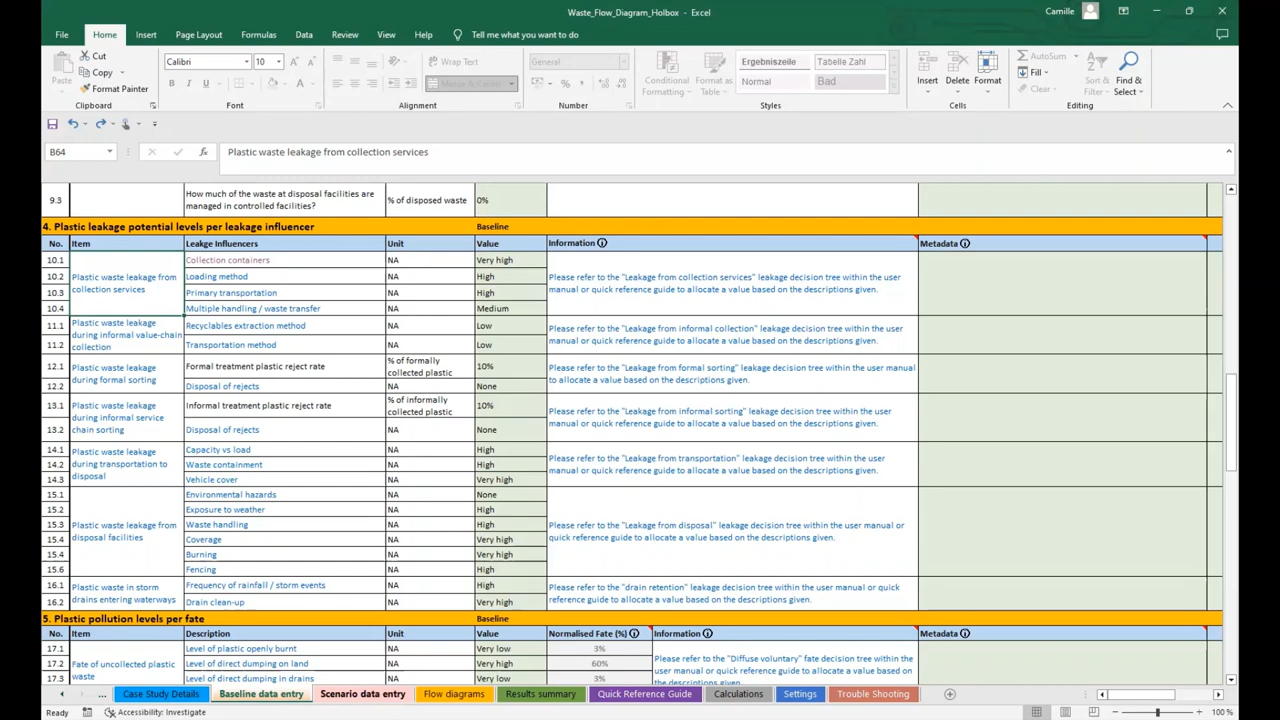 Waste_Flow_Diagram_Holbox - Excel
Camille
File Home Insert Page Layout Formulas Data Review View Help Tell me what you want to do
Cut
Copy
Format Painter
Paste
Clipboard
Calibri 10
Font
Wrap Text
Merge & Center
Alignment
General
Number
Conditional Formatting
Format as Table
Ergebniszeile Tabelle Zahl
Normal Bad
Styles
Insert Delete Format
Cells
AutoSum
Fill
Clear
Sort & Filter
Find & Select
Editing
B64 Plastic waste leakage from collection services
9.3 How much of the waste at disposal facilities are managed in controlled facilities? % of disposed waste 0%
4. Plastic leakage potential levels per leakage influencer Baseline
No. Item Leakge Influencers Unit Value Information Metadata
Plastic waste leakage from collection services
10.1 Collection containers NA Very high
10.2 Loading method NA High
10.3 Primary transportation NA High
10.4 Multiple handling / waste transfer NA Medium
Please refer to the "Leakage from collection services" leakage decision tree within the user manual or quick reference guide to allocate a value based on the descriptions given.
Plastic waste leakage during informal value-chain collection
11.1 Recyclables extraction method NA Low
11.2 Transportation method NA Low
Please refer to the "Leakage from informal collection" leakage decision tree within the user manual or quick reference guide to allocate a value based on the descriptions given.
Plastic waste leakage during formal sorting
12.1 Formal treatment plastic reject rate % of formally collected plastic 10%
12.2 Disposal of rejects NA None
Please refer to the "Leakage from formal sorting" leakage decision tree within the user manual to allocate a value based on the descriptions given.
Plastic waste leakage during informal service chain sorting
13.1 Informal treatment plastic reject rate % of informally collected plastic 10%
13.2 Disposal of rejects NA None
Please refer to the "Leakage from informal sorting" leakage decision tree within the user manual or quick reference guide to allocate a value based on the descriptions given.
Plastic waste leakage during transportation to disposal
14.1 Capacity vs load NA High
14.2 Waste containment NA High
14.3 Vehicle cover NA Very high
Please refer to the "Leakage from transportation" leakage decision tree within the user manual or quick reference guide to allocate a value based on the descriptions given.
Plastic waste leakage from disposal facilities
15.1 Environmental hazards NA None
15.2 Exposure to weather NA High
15.3 Waste handling NA High
15.4 Coverage NA Very high
15.4 Burning NA Very high
15.6 Fencing NA High
Please refer to the "Leakage from disposal" leakage decision tree within the user manual or quick reference guide to allocate a value based on the descriptions given.
Plastic waste in storm drains entering waterways
16.1 Frequency of rainfall / storm events NA High
16.2 Drain clean-up NA Very high
Please refer to the "drain retention" leakage decision tree within the user manual or quick reference guide to allocate a value based on the descriptions given.
5. Plastic pollution levels per fate Baseline
No. Item Description Unit Value Normalised Fate (%) Information Metadata
Fate of uncollected plastic waste
17.1 Level of plastic openly burnt NA Very low 3%
17.2 Level of direct dumping on land NA Very high 60%
17.3 Level of direct dumping in drains NA Very low 3%
Please refer to the "Diffuse voluntary" fate decision tree within the user manual or quick reference guide to allocate a value based on the
... Case Study Details Baseline data entry Scenario data entry Flow diagrams Results summary Quick Reference Guide Calculations Settings Trouble Shooting
Ready Accessibility: Investigate 100 %